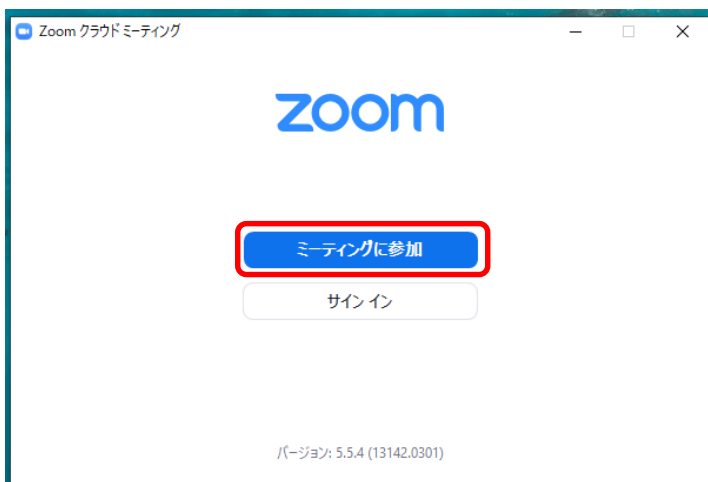 Zoom クラウド ミーティング
zoom
ミーティングに参加
サイン イン
バージョン: 5.5.4 (13142.0301)